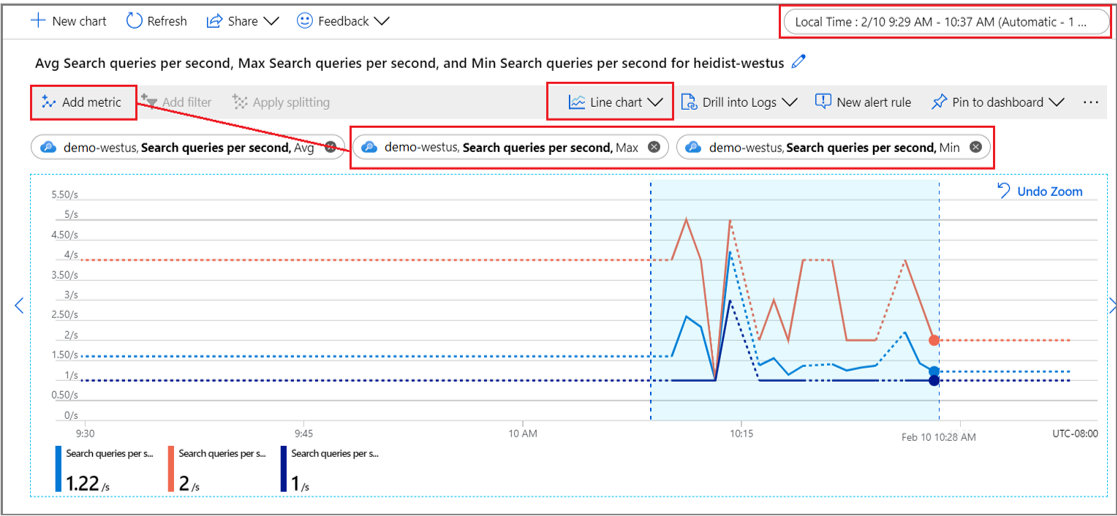 New chart Refresh Share Feedback Local Time : 2/10 9:29 AM - 10:37 AM (Automatic - 1 ...
Avg Search queries per second, Max Search queries per second, and Min Search queries per second for heidist-westus
Add metric Add filter Apply splitting Line chart Drill into Logs New alert rule Pin to dashboard ...
demo-westus, Search queries per second, Avg demo-westus, Search queries per second, Max demo-westus, Search queries per second, Min
Undo Zoom
5.50/s
5/s
4.50/s
4/s
3.50/s
3/s
2.50/s
2/s
1.50/s
1/s
0.50/s
0/s
9:30 9:45 10 AM 10:15 Feb 10 10:28 AM UTC-08:00
Search queries per s... Search queries per s... Search queries per s...
1.22 /s 2 /s 1 /s